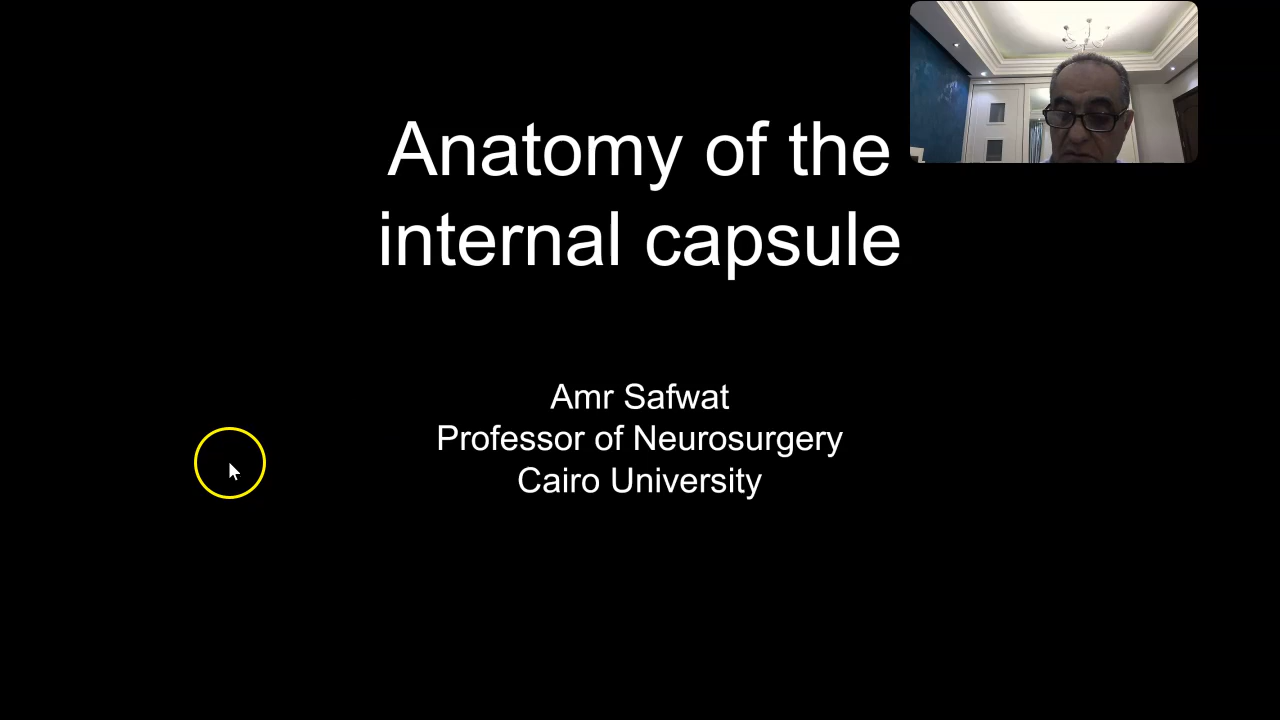 Anatomy of the
internal capsule
Amr Safwat
Professor of Neurosurgery
Cairo University